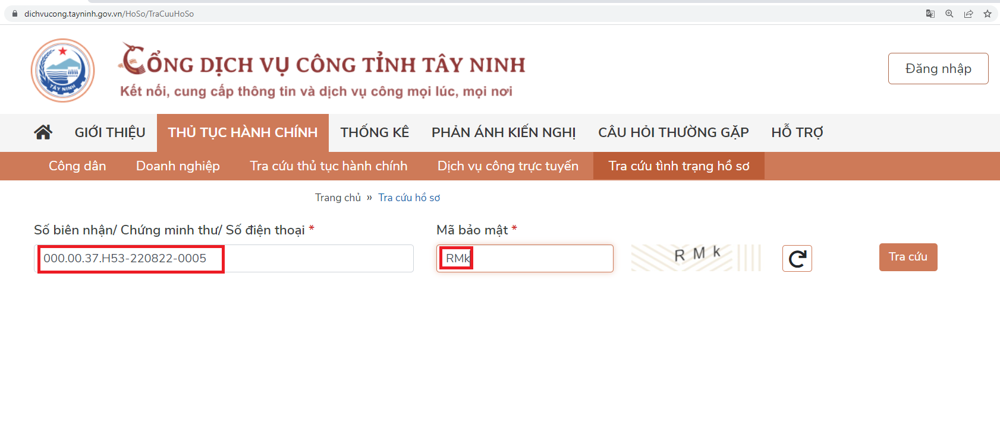 dichvucong.tayninh.gov.vn/HoSo/TraCuuHoSo
TÂY NINH
CỔNG DỊCH VỤ CÔNG TỈNH TÂY NINH
Kết nối, cung cấp thông tin và dịch vụ công mọi lúc, mọi nơi
Đăng nhập
GIỚI THIỆU THỦ TỤC HÀNH CHÍNH THỐNG KÊ PHẢN ÁNH KIẾN NGHỊ CÂU HỎI THƯỜNG GẶP HỖ TRỢ
Công dân Doanh nghiệp Tra cứu thủ tục hành chính Dịch vụ công trực tuyến Tra cứu tình trạng hồ sơ
Trang chủ » Tra cứu hồ sơ
Số biên nhận/ Chứng minh thư/ Số điện thoại * Mã bảo mật *
000.00.37.H53-220822-0005 RMk R M k Tra cứu